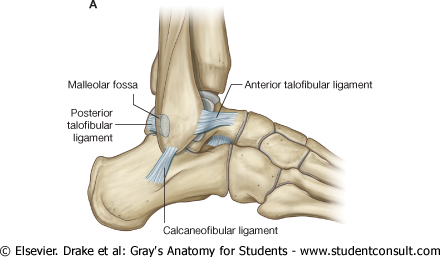 A
Malleolar fossa
Anterior talofibular ligament
Posterior
talofibular
ligament
Calcaneofibular ligament
© Elsevier. Drake et al: Gray's Anatomy for Students - www.studentconsult.com